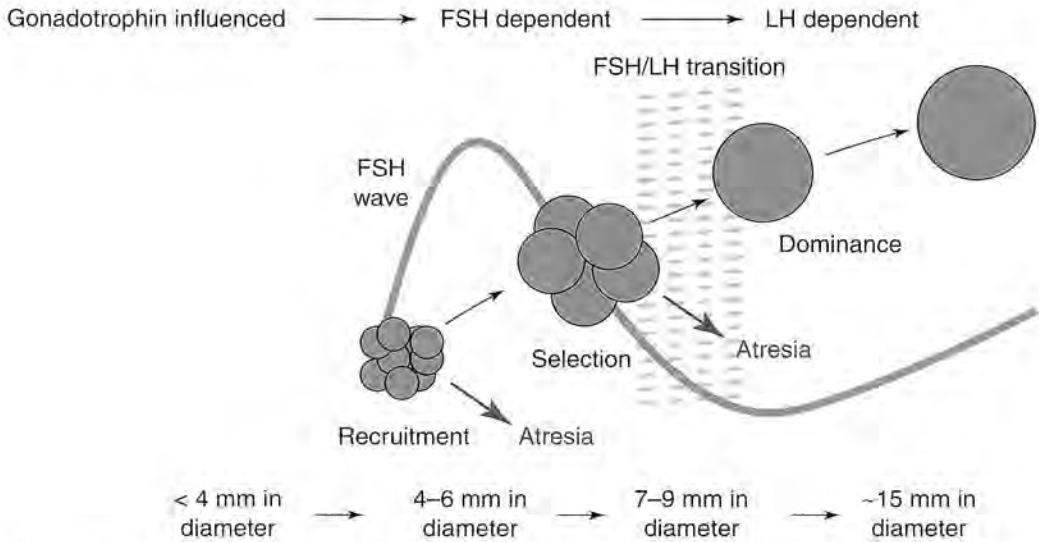 Gonadotrophin influenced FSH dependent LH dependent
FSH/LH transition
FSH
wave
Dominance
Selection
Atresia
Recruitment
Atresia
< 4 mm in
diameter
4–6 mm in
diameter
7–9 mm in
diameter
~15 mm in
diameter